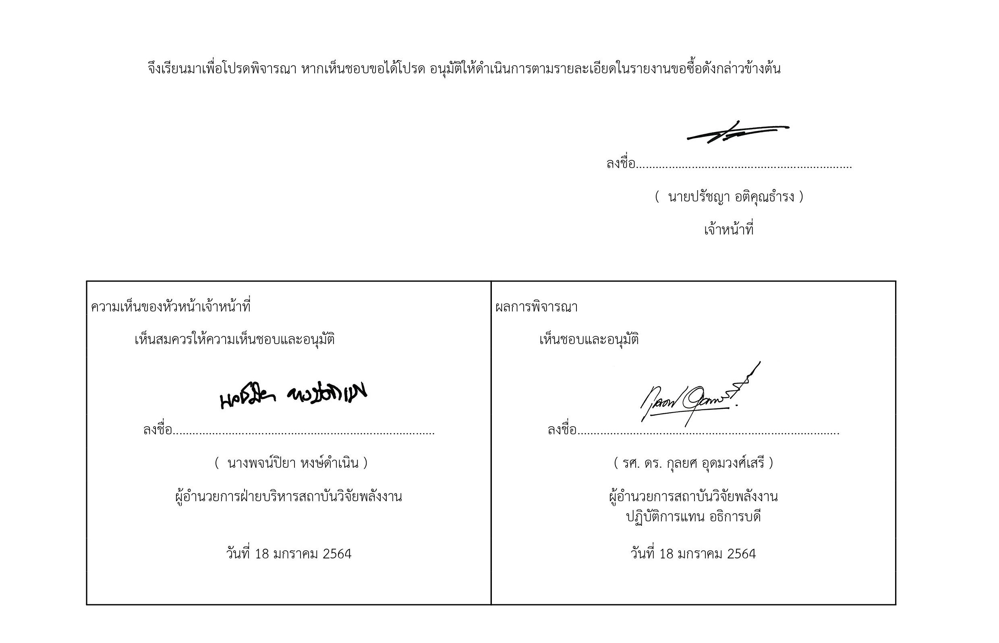 จึงเรียนมาเพื่อโปรดพิจารณา หากเห็นชอบขอได้โปรด อนุมัติให้ดำเนินการตามรายละเอียดในรายงานขอซื้อดังกล่าวข้างต้น
ลงชื่อ..................................................................
( นายปรัชญา อติคุณธำรง )
เจ้าหน้าที่
ความเห็นของหัวหน้าเจ้าหน้าที่
เห็นสมควรให้ความเห็นชอบและอนุมัติ
ลงชื่อ................................................................................
( นางพจน์ปิยา หงษ์ดำเนิน )
ผู้อำนวยการฝ่ายบริหารสถาบันวิจัยพลังงาน
วันที่ 18 มกราคม 2564
ผลการพิจารณา
เห็นชอบและอนุมัติ
ลงชื่อ................................................................................
( รศ. ดร. กุลยศ อุดมวงศ์เสรี )
ผู้อำนวยการสถาบันวิจัยพลังงาน
ปฏิบัติการแทน อธิการบดี
วันที่ 18 มกราคม 2564